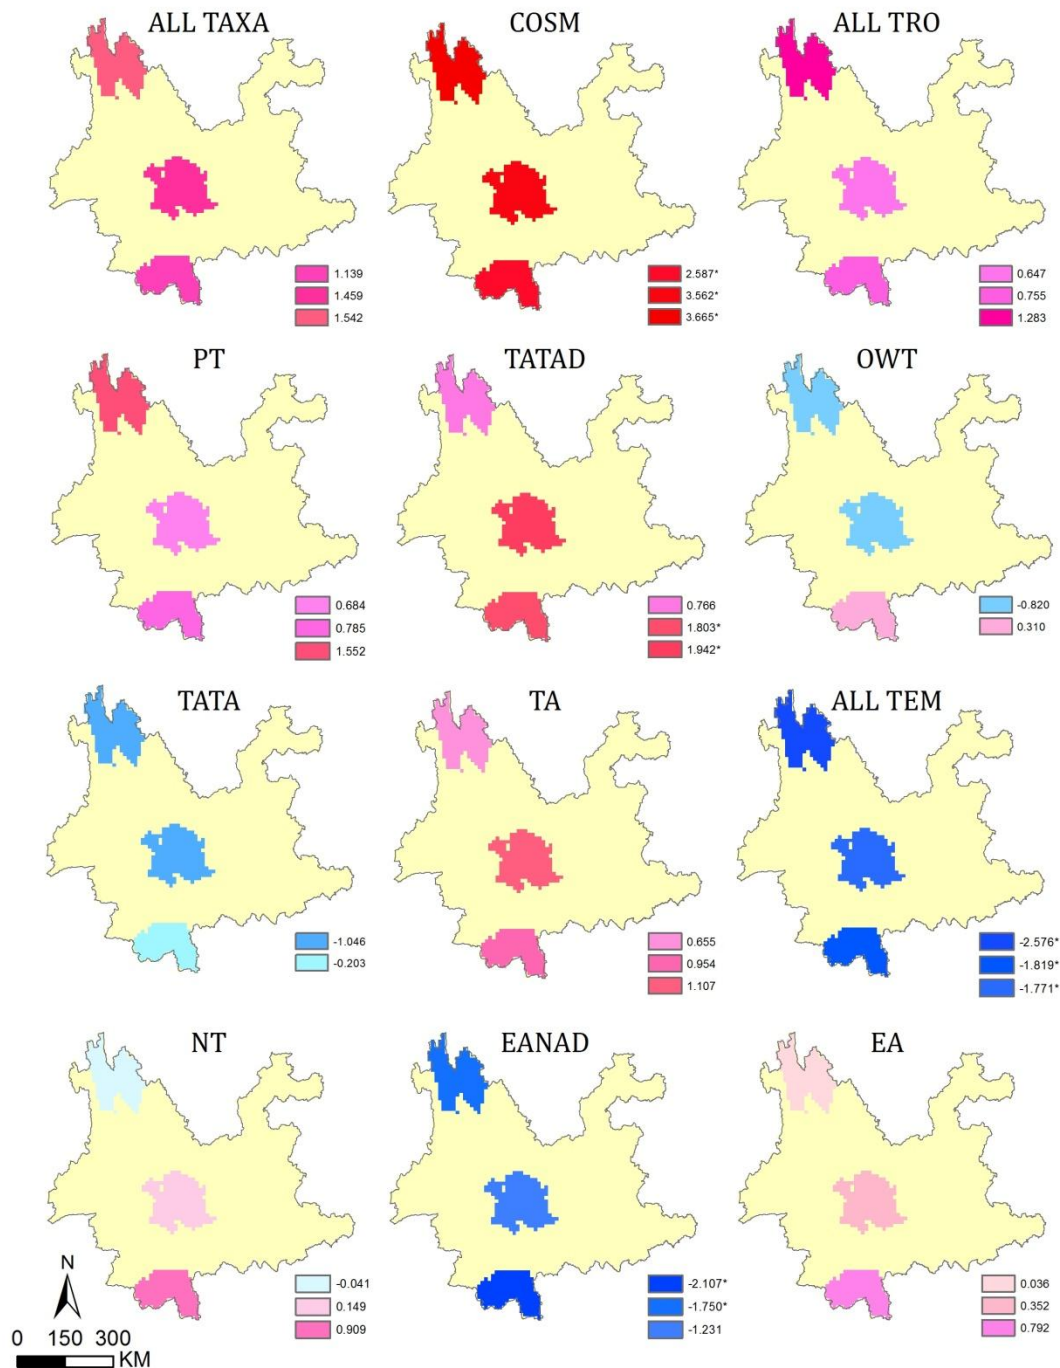 ALL TAXA
COSM
ALL TRO
1.139
1.459
1.542
2.587*
3.562*
3.665*
0.647
0.755
1.283
PT
TATAD
OWT
0.684
0.785
1.552
0.766
1.803*
1.942*
-0.820
0.310
TATA
TA
ALL TEM
-1.046
-0.203
0.655
0.954
1.107
-2.576*
-1.819*
-1.771*
NT
EANAD
EA
-0.041
0.149
0.909
-2.107*
-1.750*
-1.231
0.036
0.352
0.792
N
0 150 300
KM